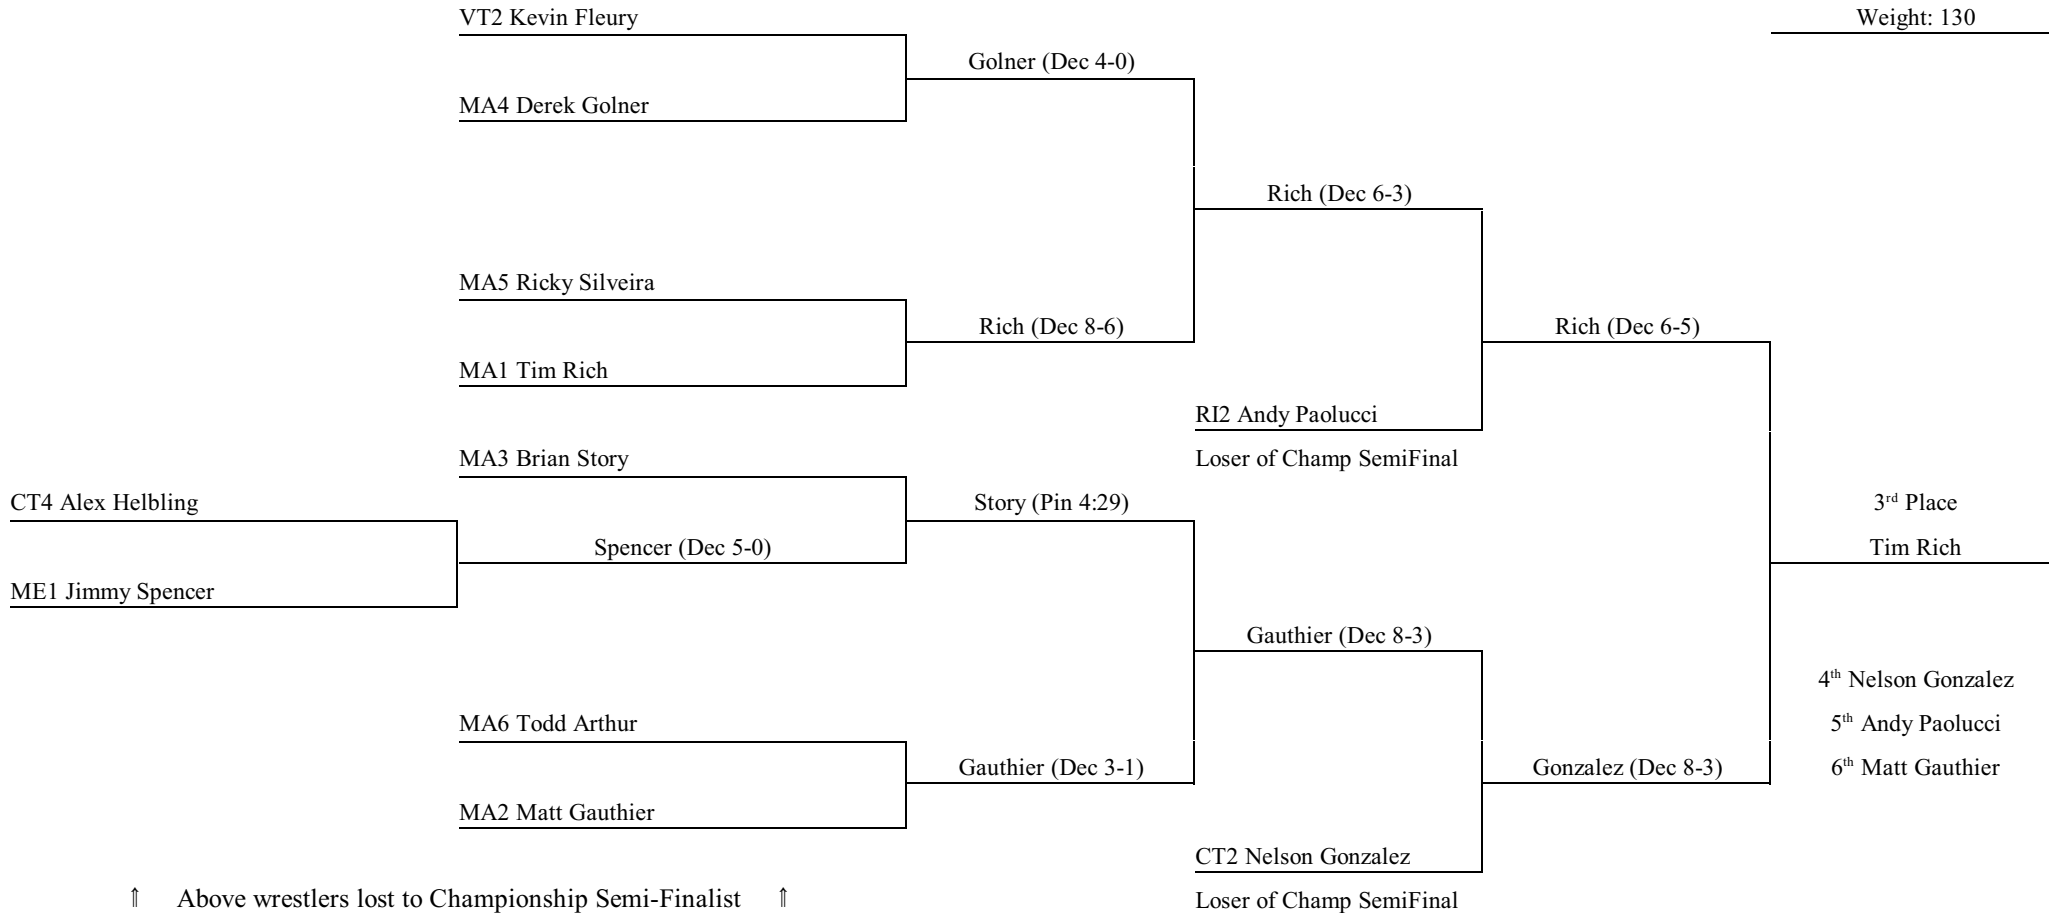 VT2 Kevin Fleury
Weight: 130
Golner (Dec 4-0)
MA4 Derek Golner
Rich (Dec 6-3)
MA5 Ricky Silveira
Rich (Dec 8-6)
Rich (Dec 6-5)
MA1 Tim Rich
RI2 Andy Paolucci
MA3 Brian Story
Loser of Champ SemiFinal
CT4 Alex Helbling
Story (Pin 4:29)
3rd Place
Spencer (Dec 5-0)
Tim Rich
ME1 Jimmy Spencer
Gauthier (Dec 8-3)
4th Nelson Gonzalez
MA6 Todd Arthur
5th Andy Paolucci
Gauthier (Dec 3-1)
Gonzalez (Dec 8-3)
6th Matt Gauthier
MA2 Matt Gauthier
CT2 Nelson Gonzalez
⇑ Above wrestlers lost to Championship Semi-Finalist ⇑
Loser of Champ SemiFinal